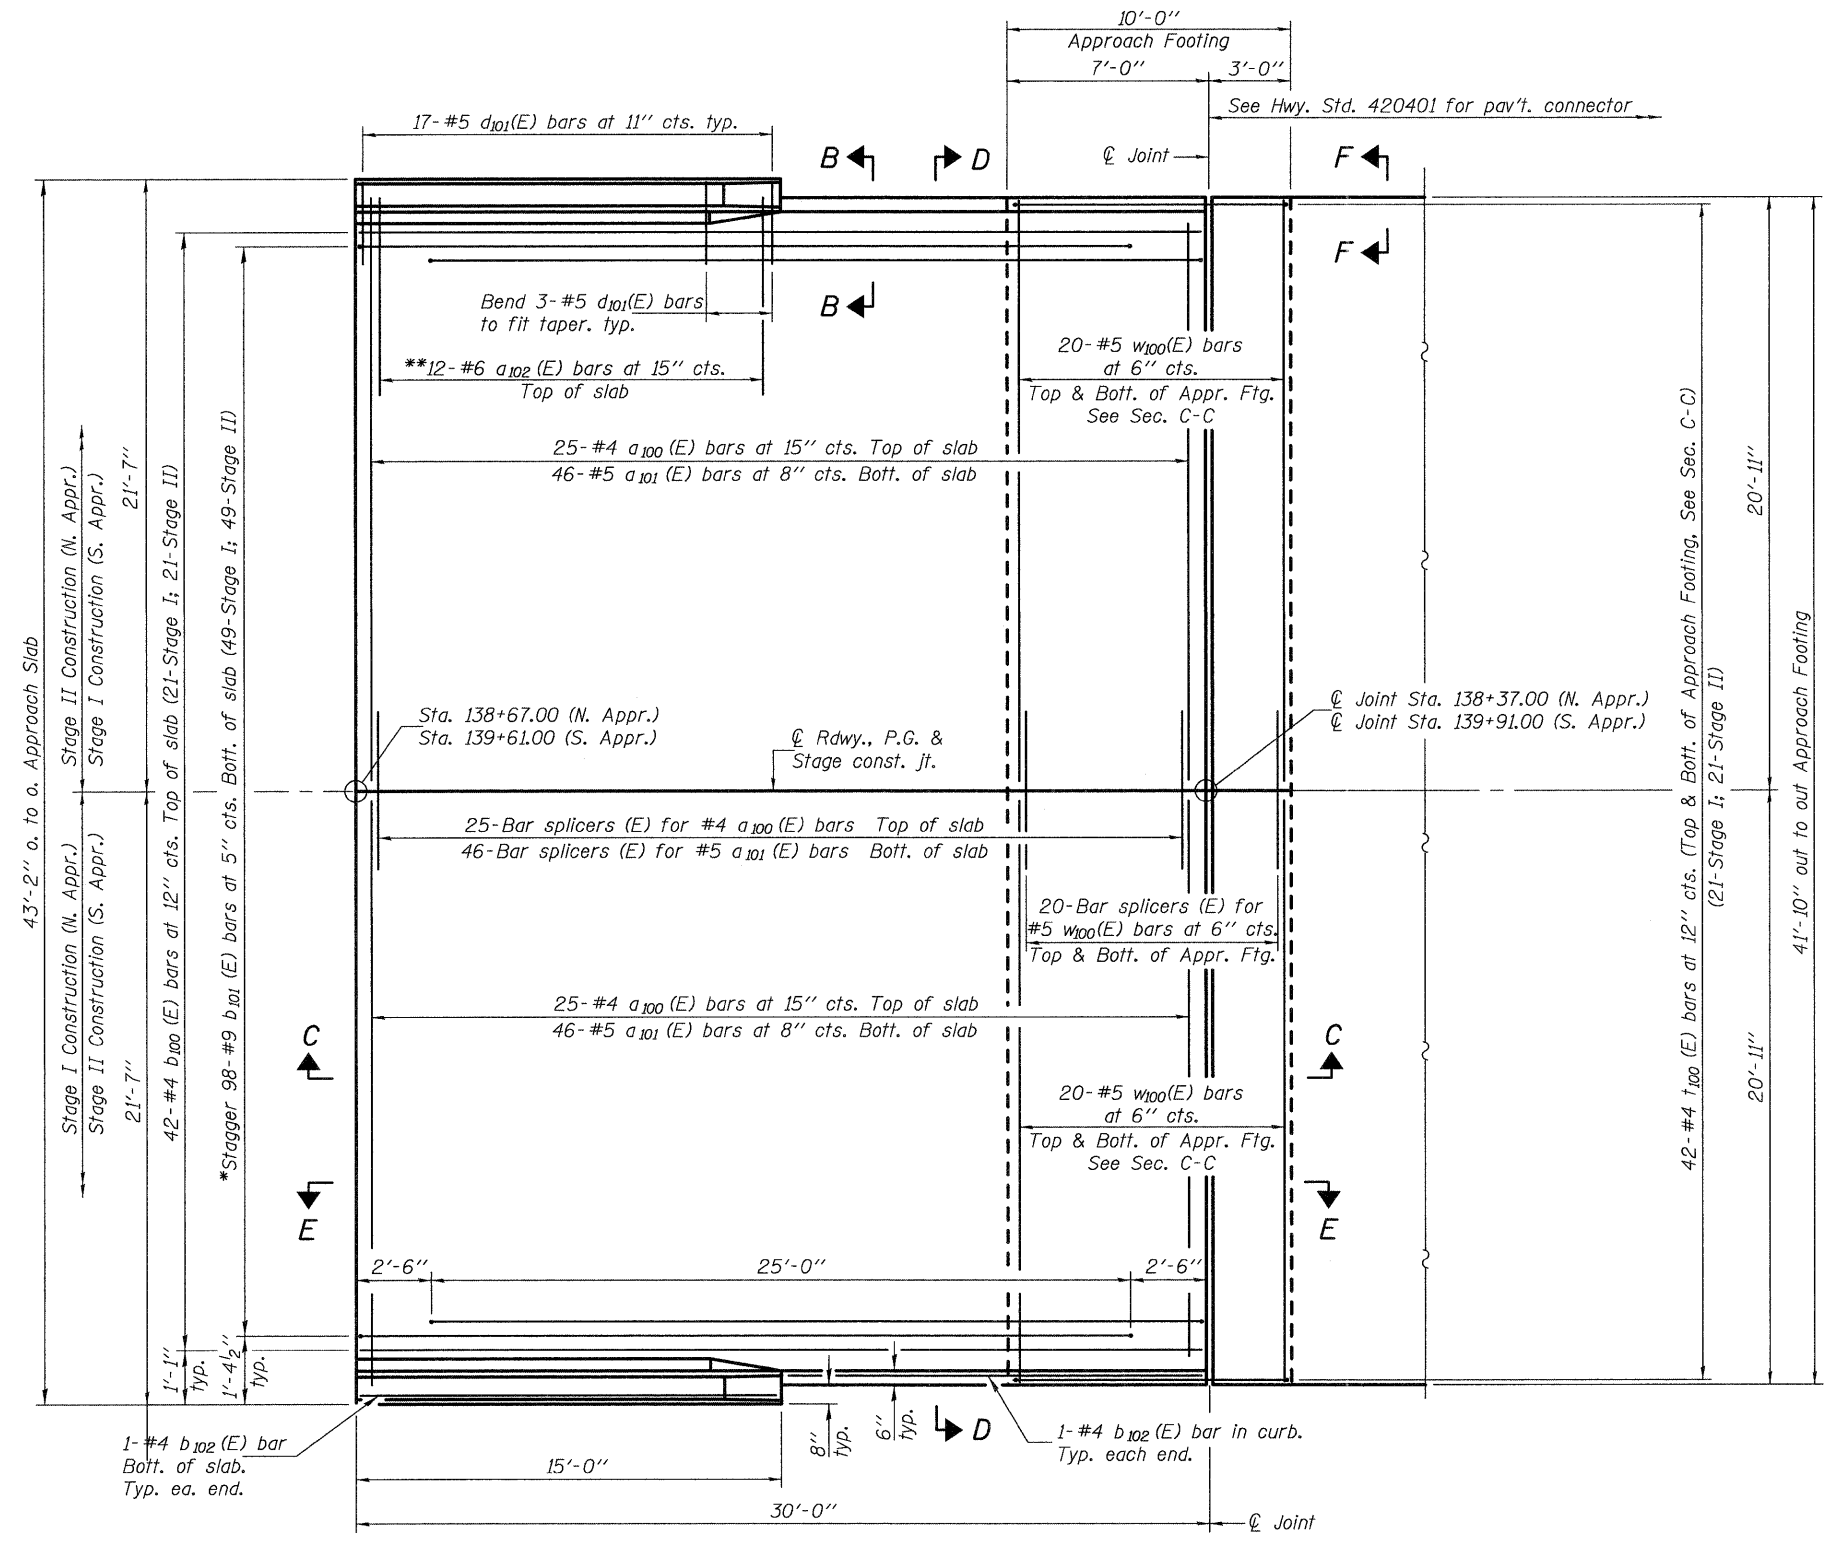 10'-0"
Approach Footing
7'-0"
3'-0"
See Hwy. Std. 420401 for pav't. connector
17-#5 d101(E) bars at 11" cts. typ.
B
D
℄ Joint
F
F
Bend 3-#5 d101(E) bars
to fit taper. typ.
B
**12-#6 a102 (E) bars at 15" cts.
Top of slab
20-#5 w100(E) bars
at 6" cts.
Top & Bott. of Appr. Ftg.
See Sec. C-C
25-#4 a100 (E) bars at 15" cts. Top of slab
46-#5 a101 (E) bars at 8" cts. Bott. of slab
43'-2" o. to o. Approach Slab
Stage II Construction (N. Appr.)
Stage I Construction (S. Appr.)
21'-7"
Stage I Construction (N. Appr.)
Stage II Construction (S. Appr.)
21'-7"
42-#4 b100 (E) bars at 12" cts. Top of slab (21-Stage I; 21-Stage II)
*Stagger 98-#9 b101 (E) bars at 5" cts. Bott. of slab (49-Stage I; 49-Stage II)
Sta. 138+67.00 (N. Appr.)
Sta. 139+61.00 (S. Appr.)
℄ Rdwy., P.G. &
Stage const. jt.
℄ Joint Sta. 138+37.00 (N. Appr.)
℄ Joint Sta. 139+91.00 (S. Appr.)
42-#4 t100 (E) bars at 12" cts. (Top & Bott. of Approach Footing, See Sec. C-C)
(21-Stage I; 21-Stage II)
20'-11"
20'-11"
41'-10" out to out Approach Footing
25-Bar splicers (E) for #4 a100 (E) bars Top of slab
46-Bar splicers (E) for #5 a101 (E) bars Bott. of slab
20-Bar splicers (E) for
#5 w100(E) bars at 6" cts.
Top & Bott. of Appr. Ftg.
25-#4 a100 (E) bars at 15" cts. Top of slab
46-#5 a101 (E) bars at 8" cts. Bott. of slab
C
C
20-#5 w100(E) bars
at 6" cts.
Top & Bott. of Appr. Ftg.
See Sec. C-C
E
E
2'-6"
25'-0"
2'-6"
1'-1"
typ.
1'-4½"
typ.
8"
typ.
6"
typ.
D
1-#4 b102 (E) bar
Bott. of slab.
Typ. ea. end.
1-#4 b102 (E) bar in curb.
Typ. each end.
15'-0"
30'-0"
℄ Joint